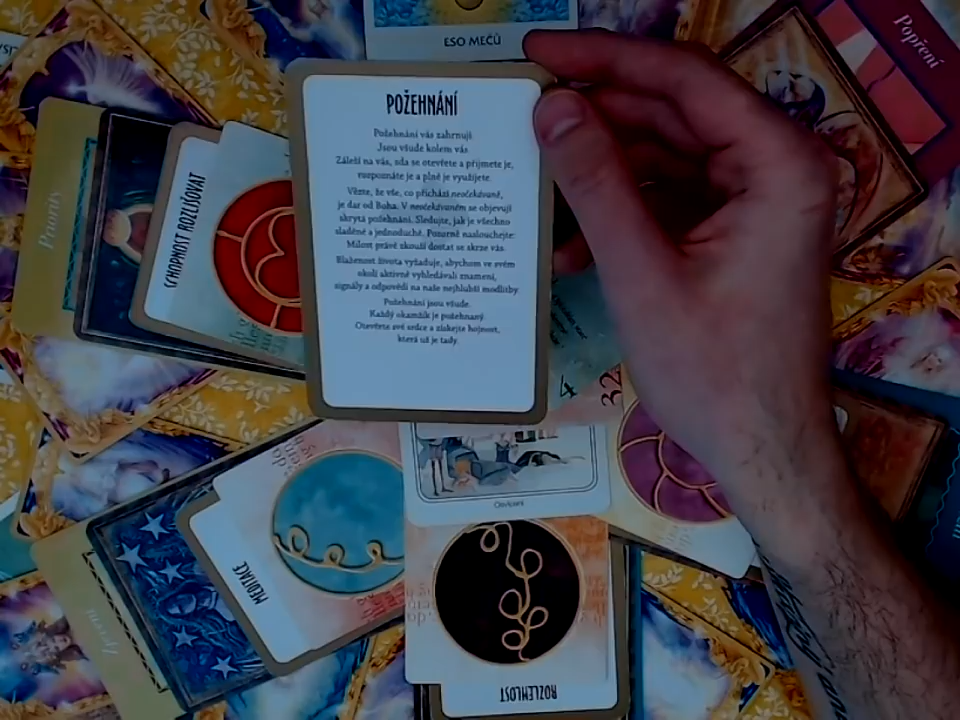 ESO MEČŮ
Popření
POŽEHNÁNÍ
Požehnání vás zahrnují
Jsou všude kolem vás
Záleží na vás, zda se otevřete a přijmete je,
rozpoznáte je a plně je využijete.
Vězte, že vše, co přichází neočekávaně,
je dar od Boha. V neočekávaném se objevují
skrytá požehnání. Sledujte, jak je všechno
sladěné a jednoduché. Pozorně naslouchejte:
Milost právě zkouší dostat se skrze vás.
Blaženost života vyžaduje, abychom ve svém
okolí aktivně vyhledávali znamení,
signály a odpovědi na naše nejhlubší modlitby.
Požehnání jsou všude.
Každý okamžik je požehnaný.
Otevřete své srdce a získejte hojnost,
která už je tady.
SCHOPNOST ROZLIŠOVAT
4
32
MEDITACE
ROZLEHLOST